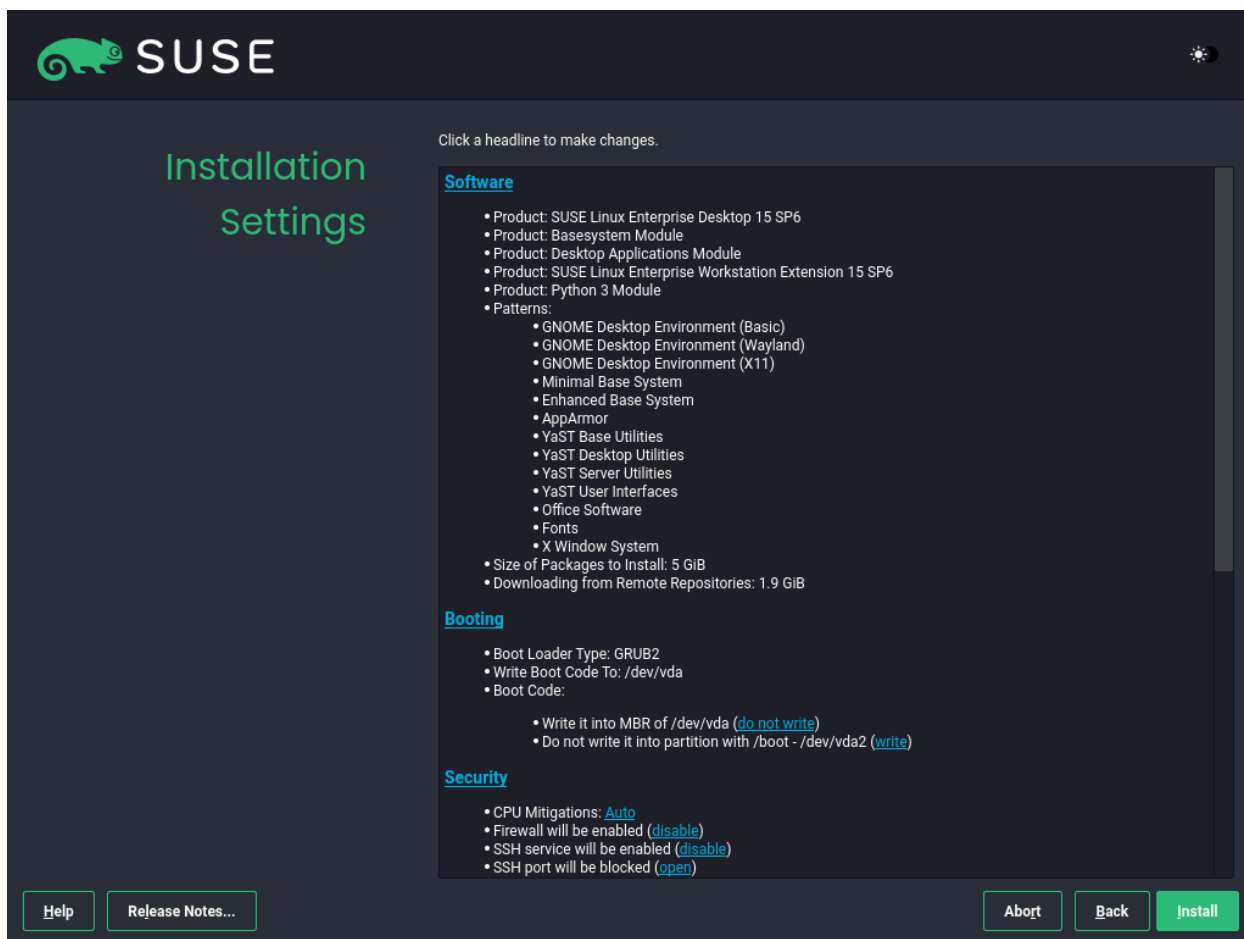 SUSE
Installation
Settings
Click a headline to make changes.
Software
• Product: SUSE Linux Enterprise Desktop 15 SP6
• Product: Basesystem Module
• Product: Desktop Applications Module
• Product: SUSE Linux Enterprise Workstation Extension 15 SP6
• Product: Python 3 Module
• Patterns:
• GNOME Desktop Environment (Basic)
• GNOME Desktop Environment (Wayland)
• GNOME Desktop Environment (X11)
• Minimal Base System
• Enhanced Base System
• AppArmor
• YaST Base Utilities
• YaST Desktop Utilities
• YaST Server Utilities
• YaST User Interfaces
• Office Software
• Fonts
• X Window System
• Size of Packages to Install: 5 GiB
• Downloading from Remote Repositories: 1.9 GiB
Booting
• Boot Loader Type: GRUB2
• Write Boot Code To: /dev/vda
• Boot Code:
• Write it into MBR of /dev/vda (do not write)
• Do not write it into partition with /boot - /dev/vda2 (write)
Security
• CPU Mitigations: Auto
• Firewall will be enabled (disable)
• SSH service will be enabled (disable)
• SSH port will be blocked (open)
Help
Release Notes...
Abort
Back
Install